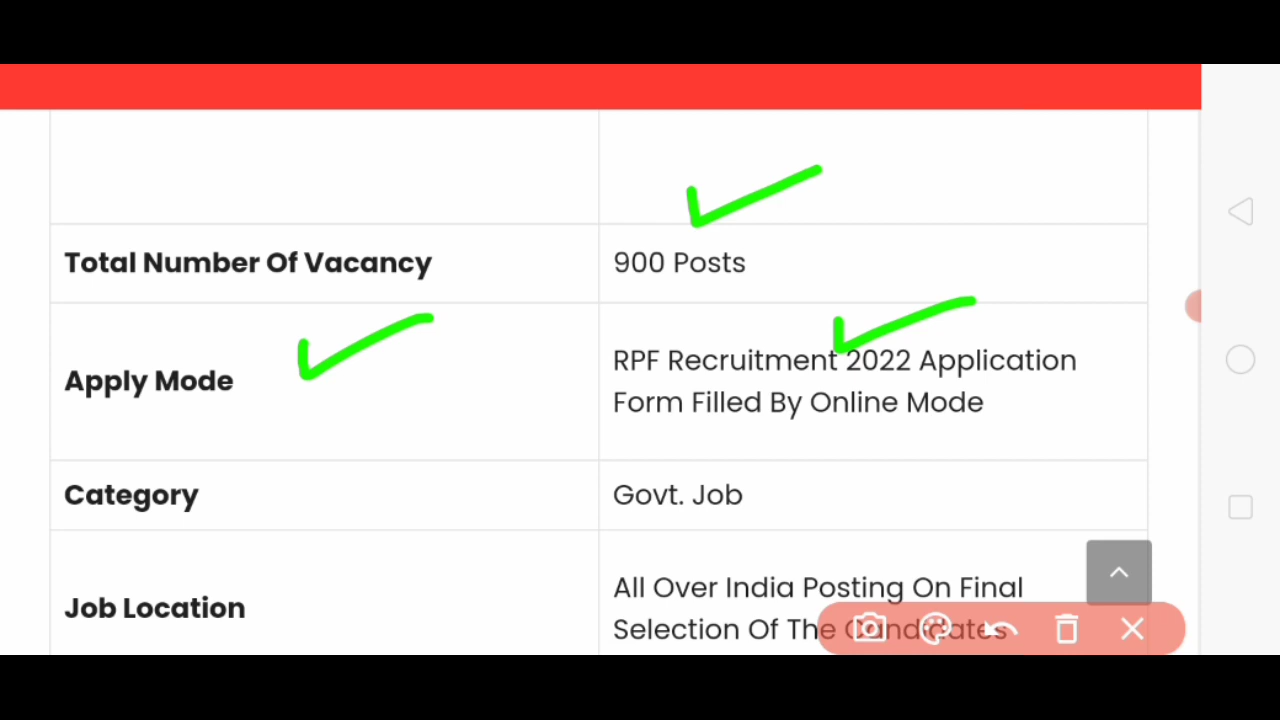 Total Number Of Vacancy
900 Posts
Apply Mode
RPF Recruitment 2022 Application
Form Filled By Online Mode
Category
Govt. Job
Job Location
All Over India Posting On Final
Selection Of The Candidates